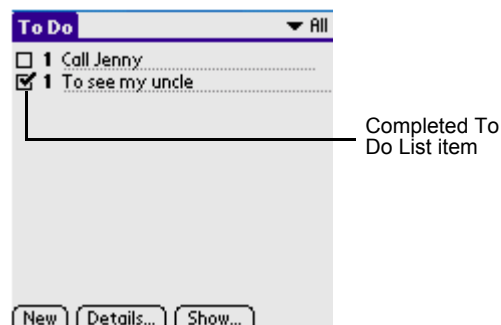 To Do All
1 Call Jenny
1 To see my uncle
Completed To
Do List item
New Details... Show...